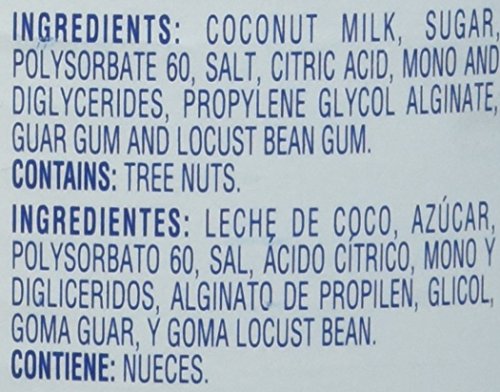 INGREDIENTS: COCONUT MILK, SUGAR,
POLYSORBATE 60, SALT, CITRIC ACID, MONO AND
DIGLYCERIDES, PROPYLENE GLYCOL ALGINATE,
GUAR GUM AND LOCUST BEAN GUM.
CONTAINS: TREE NUTS.
INGREDIENTES: LECHE DE COCO, AZÚCAR,
POLYSORBATO 60, SAL, ÁCIDO CÍTRICO, MONO Y
DIGLICERIDOS, ALGINATO DE PROPILEN, GLICOL,
GOMA GUAR, Y GOMA LOCUST BEAN.
CONTIENE: NUECES.